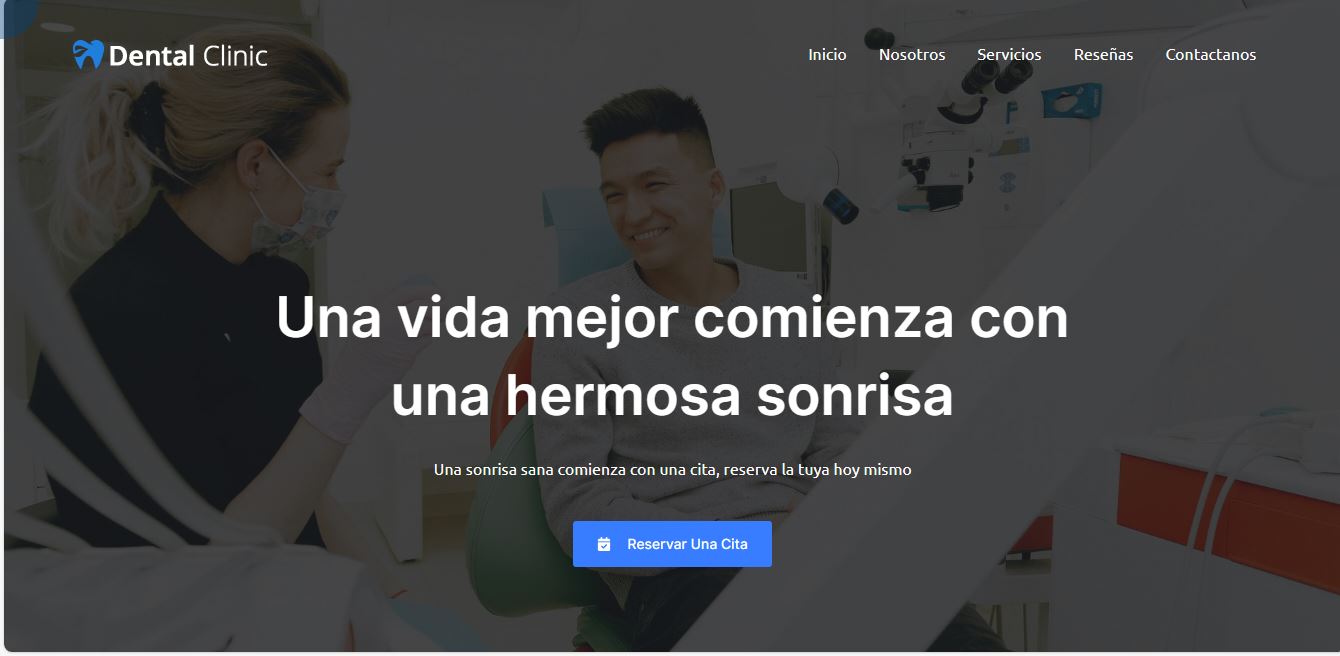 Dental Clinic
Inicio Nosotros Servicios Reseñas Contactanos
Una vida mejor comienza con
una hermosa sonrisa
Una sonrisa sana comienza con una cita, reserva la tuya hoy mismo
Reservar Una Cita